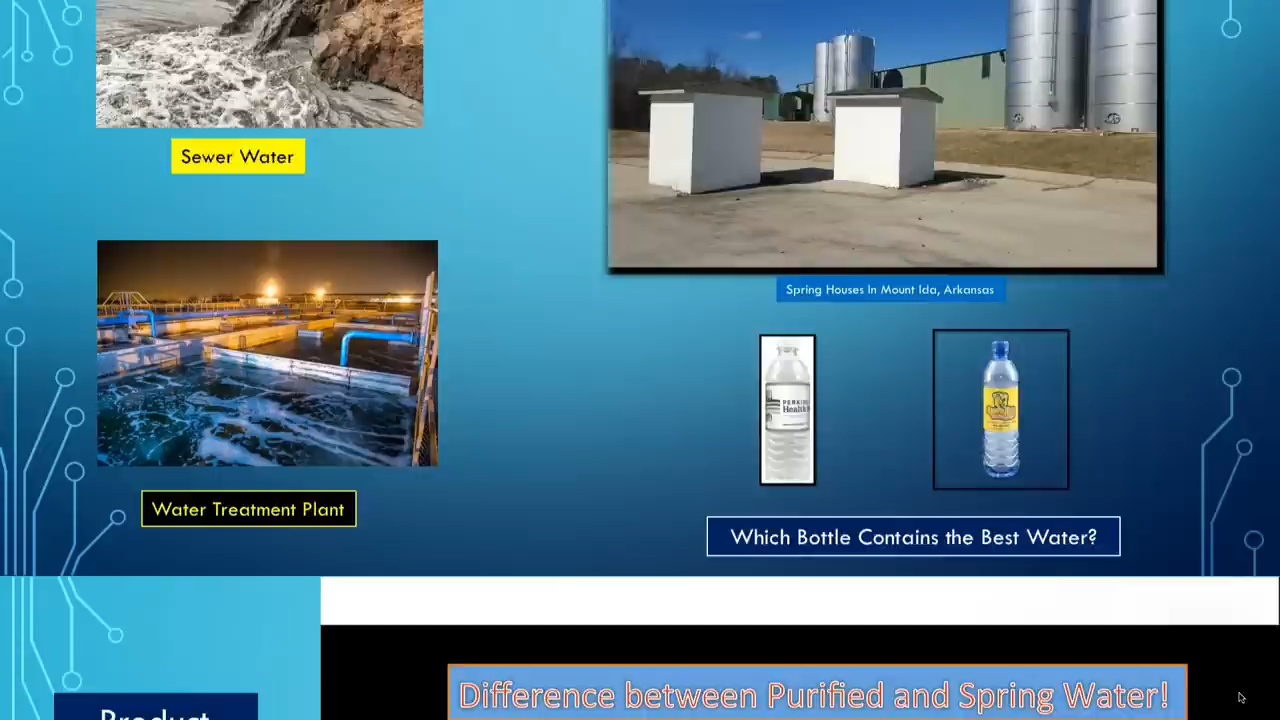 Sewer Water
Spring Houses In Mount Ida, Arkansas
Water Treatment Plant
Which Bottle Contains the Best Water?
Difference between Purified and Spring Water!
Product